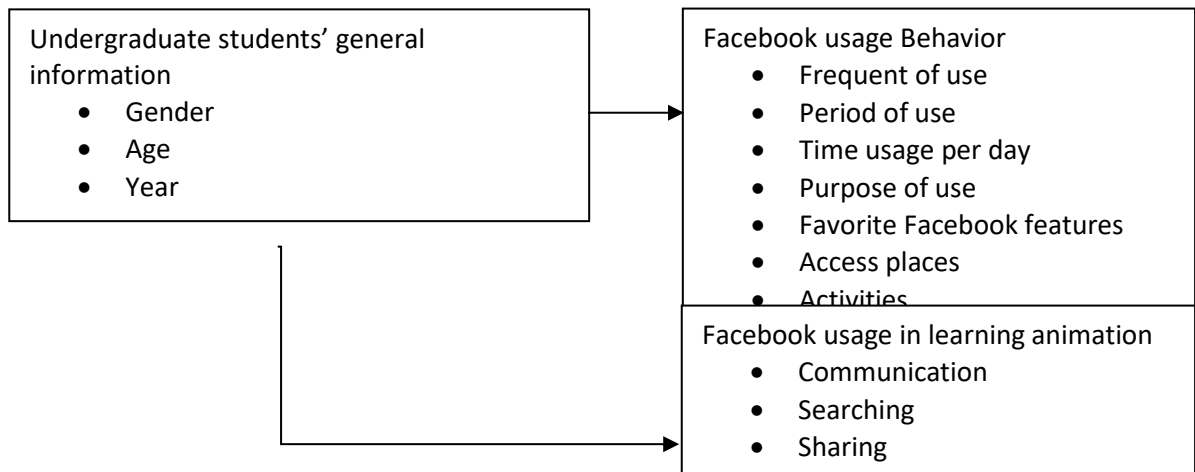 Undergraduate students’ general
information
• Gender
• Age
• Year
Facebook usage Behavior
• Frequent of use
• Period of use
• Time usage per day
• Purpose of use
• Favorite Facebook features
• Access places
• Activities
Facebook usage in learning animation
• Communication
• Searching
• Sharing